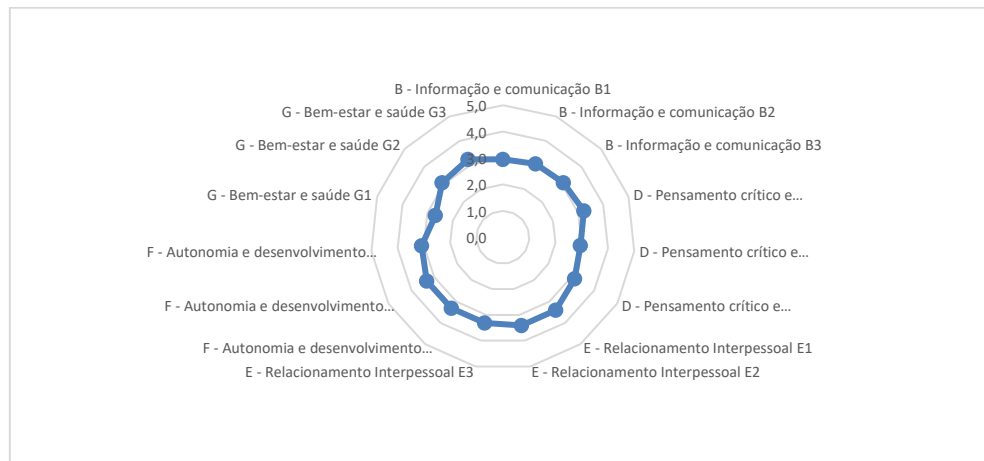 B - Informação e comunicação B1
B - Informação e comunicação B2
B - Informação e comunicação B3
D - Pensamento crítico e...
D - Pensamento crítico e...
D - Pensamento crítico e...
E - Relacionamento Interpessoal E1
E - Relacionamento Interpessoal E2
E - Relacionamento Interpessoal E3
F - Autonomia e desenvolvimento...
F - Autonomia e desenvolvimento...
F - Autonomia e desenvolvimento...
G - Bem-estar e saúde G1
G - Bem-estar e saúde G2
G - Bem-estar e saúde G3
5,0
4,0
3,0
2,0
1,0
0,0